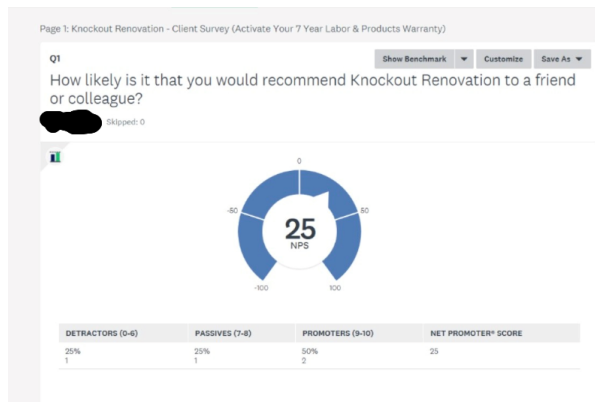 Page 1: Knockout Renovation - Client Survey (Activate Your 7 Year Labor & Products Warranty)
Q1
Show Benchmark Customize Save As
How likely is it that you would recommend Knockout Renovation to a friend
or colleague?
Skipped: 0
0
-50 50
25
NPS
-100 100
DETRACTORS (0-6) PASSIVES (7-8) PROMOTERS (9-10) NET PROMOTER® SCORE
25% 25% 50% 25
1 1 2